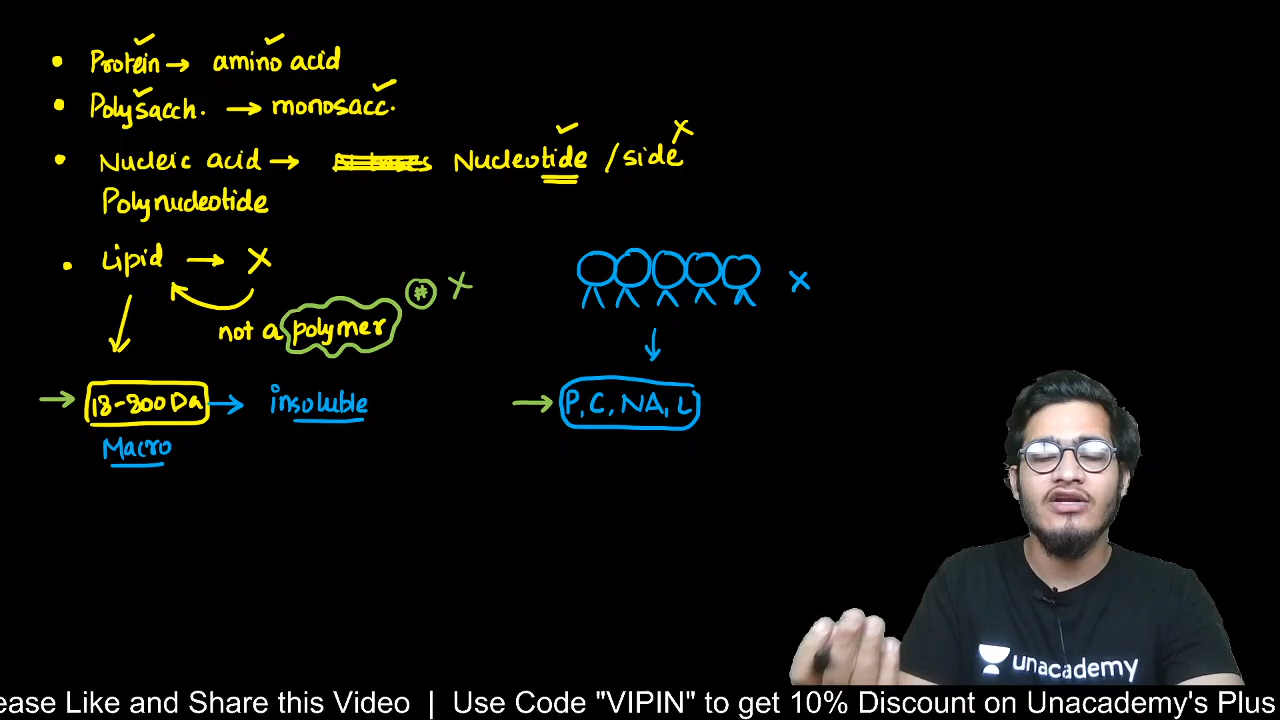 • Protein → amino acid
• Polysacch. → monosacc.
• Nucleic acid → Nucleotide /side
Polynucleotide
• Lipid → X
not a polymer * X
X
18-800 Da → insoluble
→ P, C, NA, L
Macro
unacademy
ease Like and Share this Video | Use Code "VIPIN" to get 10% Discount on Unacademy's Plus